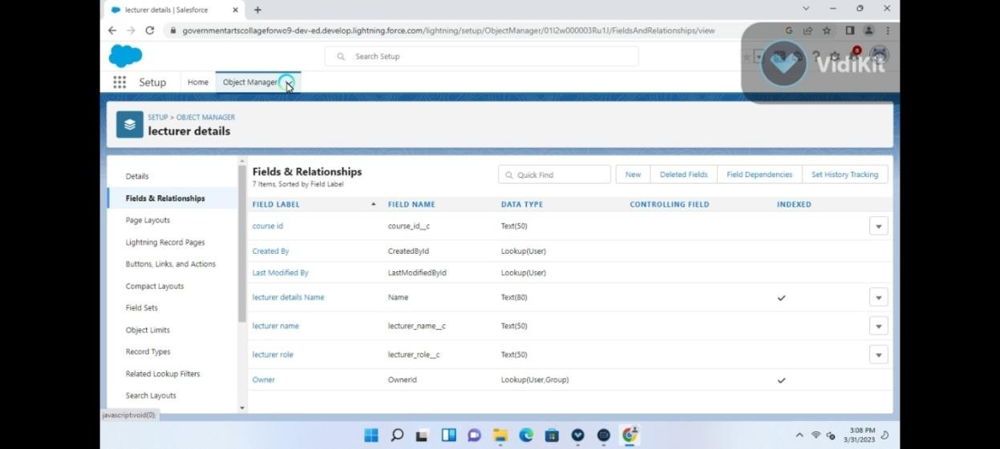 lecturer details | Salesforce
governmentartscollageforwo9-dev-ed.develop.lightning.force.com/lightning/setup/ObjectManager/01I2w000003Ru1J/FieldsAndRelationships/view
Search Setup
8
VidiKit
Setup
Home
Object Manager
SETUP > OBJECT MANAGER
lecturer details
Details
Fields & Relationships
Page Layouts
Lightning Record Pages
Buttons, Links, and Actions
Compact Layouts
Field Sets
Object Limits
Record Types
Related Lookup Filters
Search Layouts
javascript:void(0);
Fields & Relationships
7 Items, Sorted by Field Label
Quick Find
New
Deleted Fields
Field Dependencies
Set History Tracking
FIELD LABEL FIELD NAME DATA TYPE CONTROLLING FIELD INDEXED
course id course_id__c Text(50)
Created By CreatedById Lookup(User)
Last Modified By LastModifiedById Lookup(User)
lecturer details Name Name Text(80)
lecturer name lecturer_name__c Text(50)
lecturer role lecturer_role__c Text(50)
Owner OwnerId Lookup(User,Group)
3:08 PM
3/31/2023